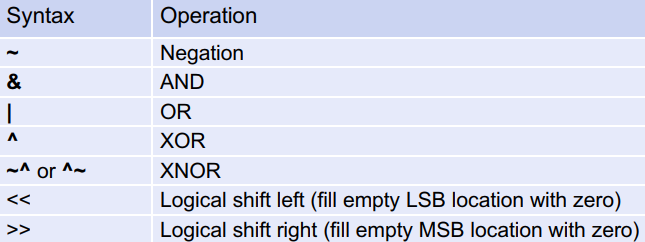 Syntax Operation
~ Negation
& AND
| OR
^ XOR
~^ or ^~ XNOR
<< Logical shift left (fill empty LSB location with zero)
>> Logical shift right (fill empty MSB location with zero)